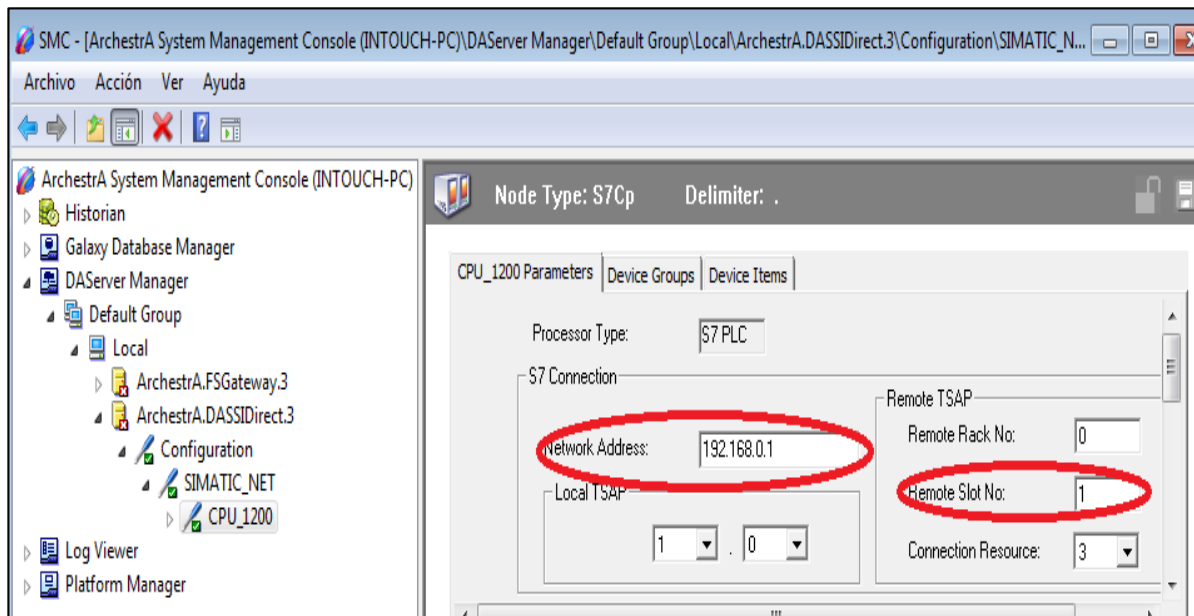 SMC - [ArchestrA System Management Console (INTOUCH-PC)\DAServer Manager\Default Group\Local\ArchestrA.DASSIDirect.3\Configuration\SIMATIC_N...
Archivo Acción Ver Ayuda
ArchestrA System Management Console (INTOUCH-PC)
Historian
Galaxy Database Manager
DAServer Manager
Default Group
Local
ArchestrA.FSGateway.3
ArchestrA.DASSIDirect.3
Configuration
SIMATIC_NET
CPU_1200
Log Viewer
Platform Manager
Node Type: S7Cp Delimiter: .
CPU_1200 Parameters Device Groups Device Items
Processor Type: S7 PLC
S7 Connection
Network Address: 192.168.0.1
Local TSAP
1 . 0
Remote TSAP
Remote Rack No: 0
Remote Slot No: 1
Connection Resource: 3